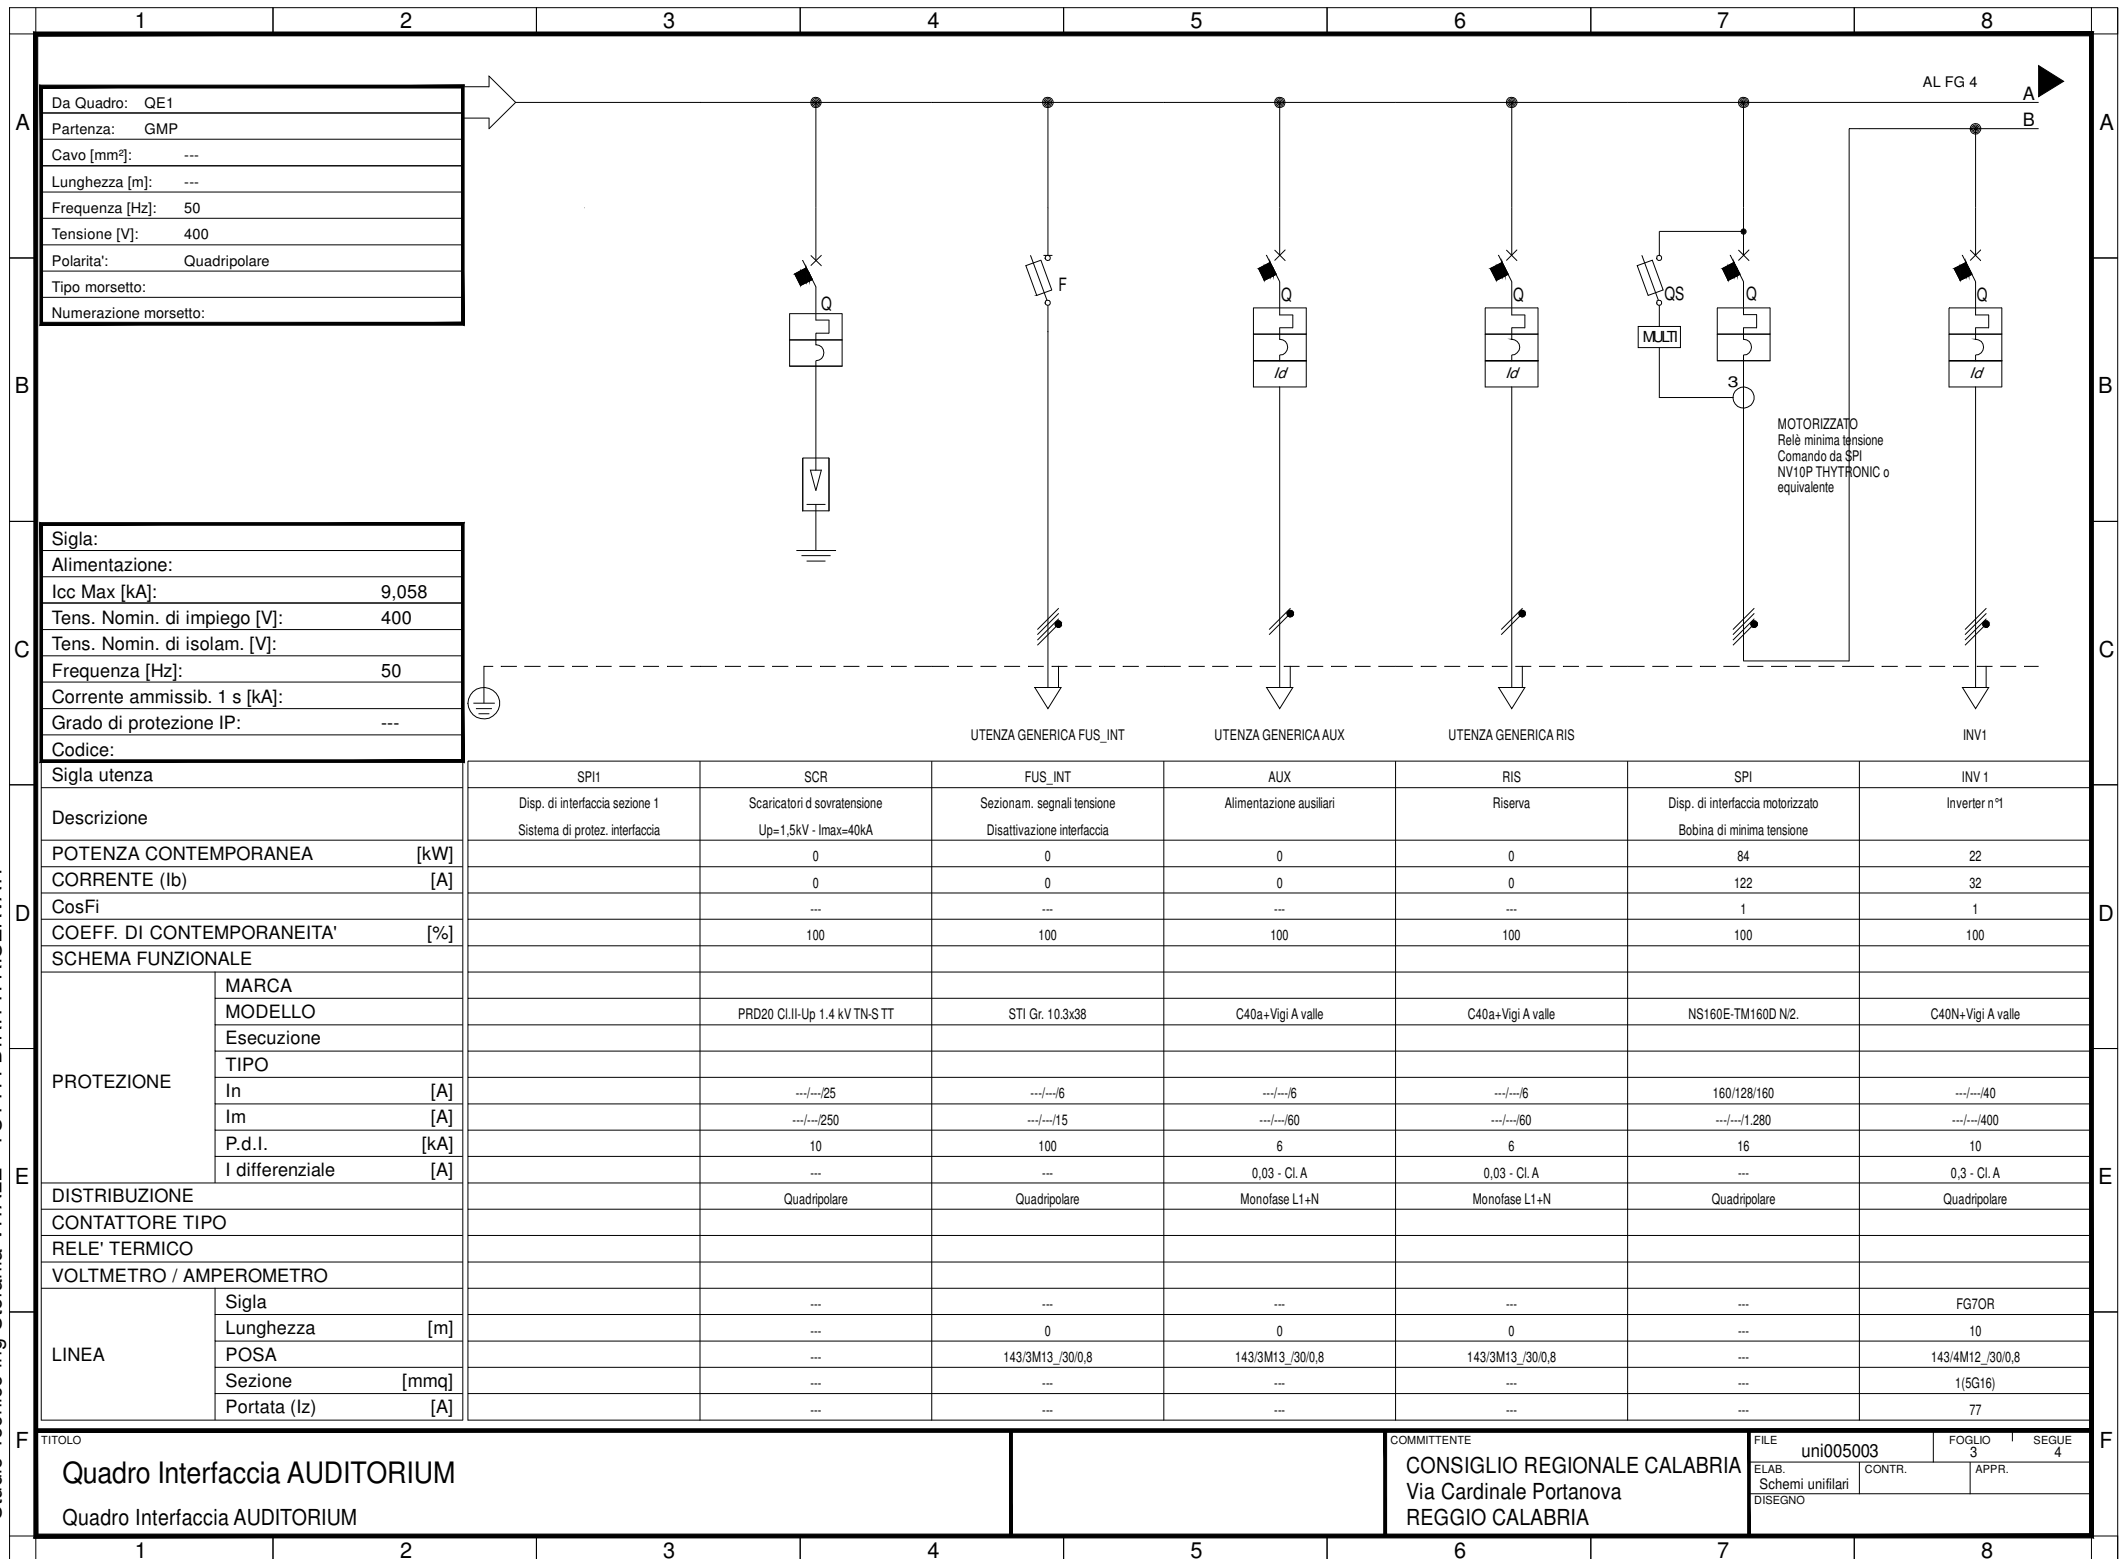 1 2 3 4 5 6 7 8
A
B
C
D
E
F
Da Quadro: QE1
Partenza: GMP
Cavo [mm²]: ---
Lunghezza [m]: ---
Frequenza [Hz]: 50
Tensione [V]: 400
Polarita': Quadripolare
Tipo morsetto:
Numerazione morsetto:
AL FG 4
A
B
Q
F
Q
Q
QS
Q
Q
MULTI
Id
Id
Id
3
MOTORIZZATO
Relè minima tensione
Comando da SPI
NV10P THYTRONIC o
equivalente
Sigla:
Alimentazione:
Icc Max [kA]: 9,058
Tens. Nomin. di impiego [V]: 400
Tens. Nomin. di isolam. [V]:
Frequenza [Hz]: 50
Corrente ammissib. 1 s [kA]:
Grado di protezione IP: ---
Codice:
UTENZA GENERICA FUS_INT UTENZA GENERICA AUX UTENZA GENERICA RIS INV1
Sigla utenza SPI1 SCR FUS_INT AUX RIS SPI INV 1
Descrizione
Disp. di interfaccia sezione 1 Scaricatori d sovratensione Sezionam. segnali tensione Alimentazione ausiliari Riserva Disp. di interfaccia motorizzato Inverter n°1
Sistema di protez. interfaccia Up=1,5kV - Imax=40kA Disattivazione interfaccia Bobina di minima tensione
POTENZA CONTEMPORANEA [kW] 0 0 0 0 84 22
CORRENTE (Ib) [A] 0 0 0 0 122 32
CosFi --- --- --- --- 1 1
COEFF. DI CONTEMPORANEITA' [%] 100 100 100 100 100 100
SCHEMA FUNZIONALE
PROTEZIONE
MARCA
MODELLO PRD20 Cl.II-Up 1.4 kV TN-S TT STI Gr. 10.3x38 C40a+Vigi A valle C40a+Vigi A valle NS160E-TM160D N/2. C40N+Vigi A valle
Esecuzione
TIPO
In [A] ---/---/25 ---/---/6 ---/---/6 ---/---/6 160/128/160 ---/---/40
Im [A] ---/---/250 ---/---/15 ---/---/60 ---/---/60 ---/---/1.280 ---/---/400
P.d.I. [kA] 10 100 6 6 16 10
I differenziale [A] --- --- 0,03 - Cl. A 0,03 - Cl. A --- 0,3 - Cl. A
DISTRIBUZIONE Quadripolare Quadripolare Monofase L1+N Monofase L1+N Quadripolare Quadripolare
CONTATTORE TIPO
RELE' TERMICO
VOLTMETRO / AMPEROMETRO
LINEA
Sigla --- --- --- --- --- FG7OR
Lunghezza [m] --- 0 0 0 --- 10
POSA --- 143/3M13_/30/0,8 143/3M13_/30/0,8 143/3M13_/30/0,8 --- 143/4M12_/30/0,8
Sezione [mmq] --- --- --- --- --- 1(5G16)
Portata (Iz) [A] --- --- --- --- --- 77
TITOLO
Quadro Interfaccia AUDITORIUM
Quadro Interfaccia AUDITORIUM
COMMITTENTE
CONSIGLIO REGIONALE CALABRIA
Via Cardinale Portanova
REGGIO CALABRIA
FILE uni005003
FOGLIO 3
SEGUE 4
ELAB. Schemi unifilari
CONTR.
APPR.
DISEGNO
A
B
C
D
E
F
1 2 3 4 5 6 7 8